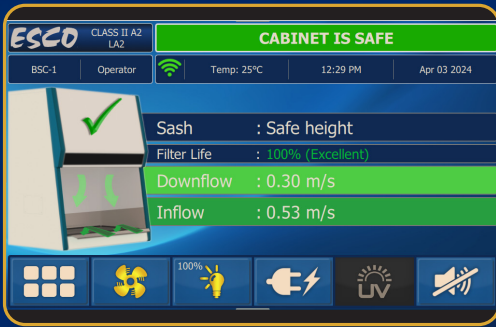 ESCO
CLASS II A2
LA2
CABINET IS SAFE
BSC-1 Operator Temp: 25°C 12:29 PM Apr 03 2024
Sash : Safe height
Filter Life : 100% (Excellent)
Downflow : 0.30 m/s
Inflow : 0.53 m/s
100%
UV